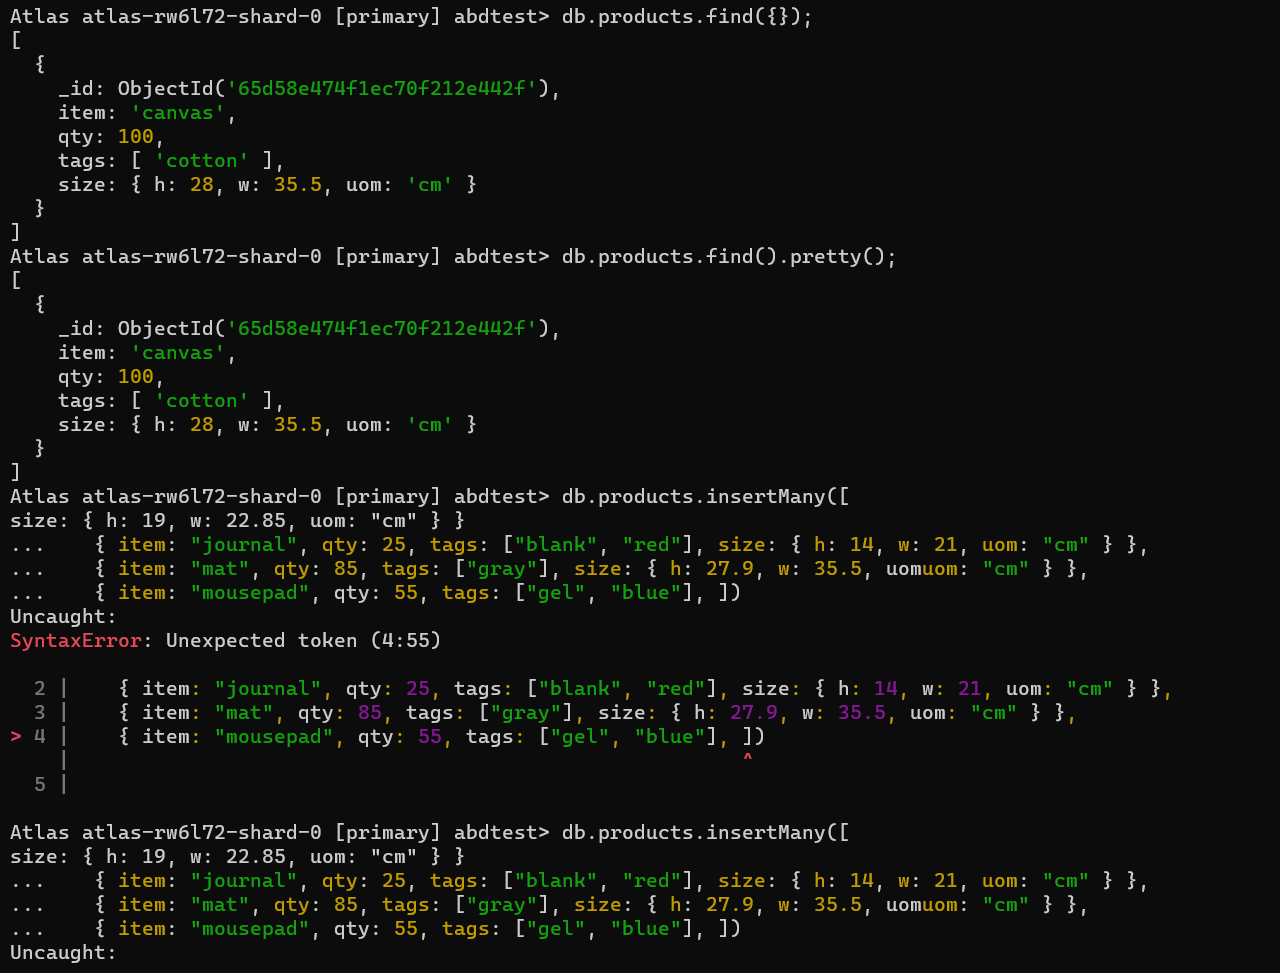 Atlas atlas-rw6l72-shard-0 [primary] abdtest> db.products.find({});
[
  {
    _id: ObjectId('65d58e474f1ec70f212e442f'),
    item: 'canvas',
    qty: 100,
    tags: [ 'cotton' ],
    size: { h: 28, w: 35.5, uom: 'cm' }
  }
]
Atlas atlas-rw6l72-shard-0 [primary] abdtest> db.products.find().pretty();
[
  {
    _id: ObjectId('65d58e474f1ec70f212e442f'),
    item: 'canvas',
    qty: 100,
    tags: [ 'cotton' ],
    size: { h: 28, w: 35.5, uom: 'cm' }
  }
]
Atlas atlas-rw6l72-shard-0 [primary] abdtest> db.products.insertMany([
size: { h: 19, w: 22.85, uom: "cm" } }
...    { item: "journal", qty: 25, tags: ["blank", "red"], size: { h: 14, w: 21, uom: "cm" } },
...    { item: "mat", qty: 85, tags: ["gray"], size: { h: 27.9, w: 35.5, uomuom: "cm" } },
...    { item: "mousepad", qty: 55, tags: ["gel", "blue"], ])
Uncaught:
SyntaxError: Unexpected token (4:55)
  2 |    { item: "journal", qty: 25, tags: ["blank", "red"], size: { h: 14, w: 21, uom: "cm" } },
  3 |    { item: "mat", qty: 85, tags: ["gray"], size: { h: 27.9, w: 35.5, uom: "cm" } },
> 4 |    { item: "mousepad", qty: 55, tags: ["gel", "blue"], ])
    |                                                        ^
  5 |
Atlas atlas-rw6l72-shard-0 [primary] abdtest> db.products.insertMany([
size: { h: 19, w: 22.85, uom: "cm" } }
...    { item: "journal", qty: 25, tags: ["blank", "red"], size: { h: 14, w: 21, uom: "cm" } },
...    { item: "mat", qty: 85, tags: ["gray"], size: { h: 27.9, w: 35.5, uomuom: "cm" } },
...    { item: "mousepad", qty: 55, tags: ["gel", "blue"], ])
Uncaught: